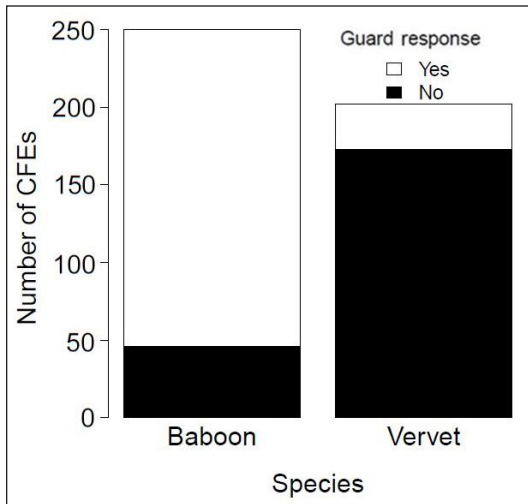 Number of CFEs
250
200
150
100
50
0
Guard response
Yes
No
Baboon
Vervet
Species